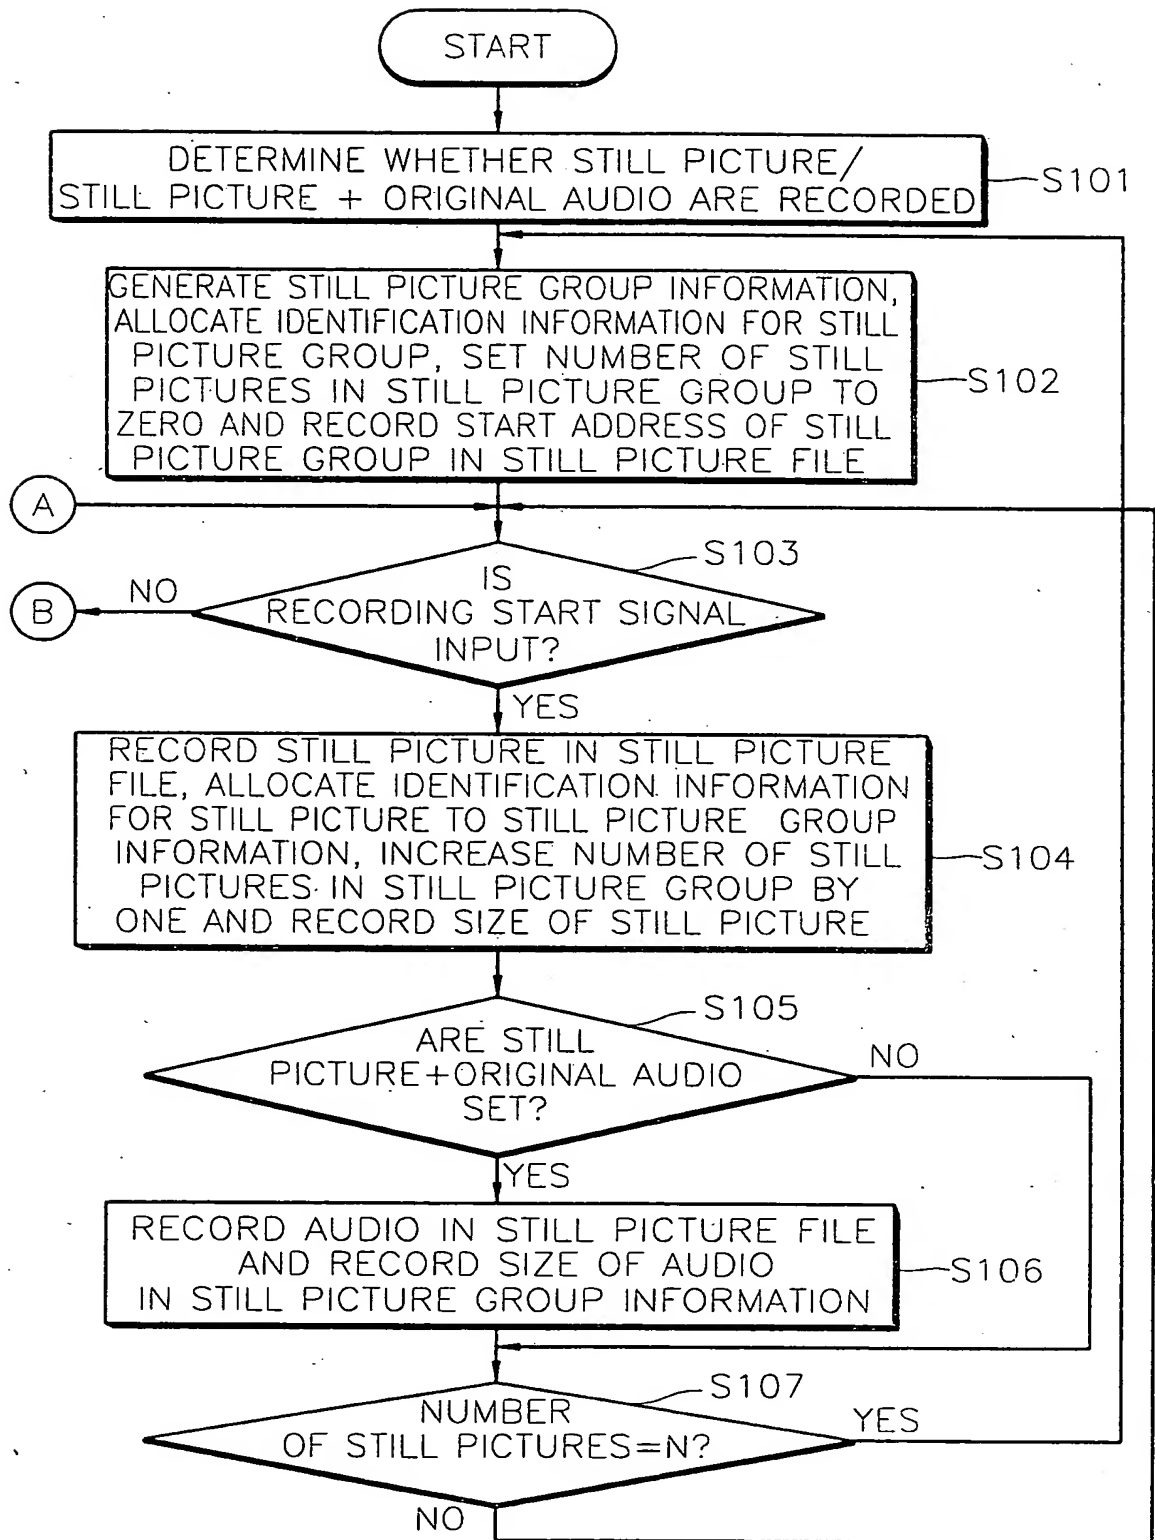 START
DETERMINE WHETHER STILL PICTURE/
STILL PICTURE + ORIGINAL AUDIO ARE RECORDED
S101
GENERATE STILL PICTURE GROUP INFORMATION,
ALLOCATE IDENTIFICATION INFORMATION FOR STILL
PICTURE GROUP, SET NUMBER OF STILL
PICTURES IN STILL PICTURE GROUP TO
ZERO AND RECORD START ADDRESS OF STILL
PICTURE GROUP IN STILL PICTURE FILE
S102
A
S103
IS
RECORDING START SIGNAL
INPUT?
NO
B
YES
RECORD STILL PICTURE IN STILL PICTURE
FILE, ALLOCATE IDENTIFICATION INFORMATION
FOR STILL PICTURE TO STILL PICTURE GROUP
INFORMATION, INCREASE NUMBER OF STILL
PICTURES IN STILL PICTURE GROUP BY
ONE AND RECORD SIZE OF STILL PICTURE
S104
S105
ARE STILL
PICTURE+ORIGINAL AUDIO
SET?
NO
YES
RECORD AUDIO IN STILL PICTURE FILE
AND RECORD SIZE OF AUDIO
IN STILL PICTURE GROUP INFORMATION
S106
S107
NUMBER
OF STILL PICTURES=N?
YES
NO